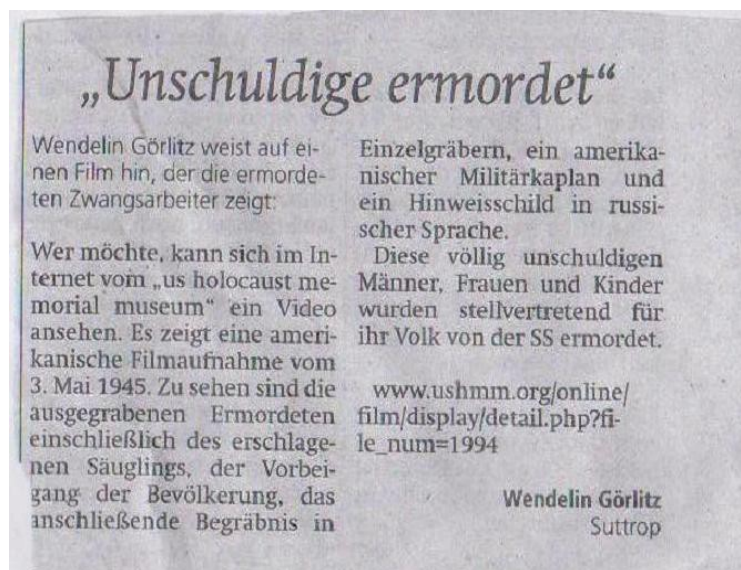 „Unschuldige ermordet“
Wendelin Görlitz weist auf ei-
nen Film hin, der die ermorde-
ten Zwangsarbeiter zeigt:
Wer möchte, kann sich im In-
ternet vom „us holocaust me-
morial museum“ ein Video
ansehen. Es zeigt eine ameri-
kanische Filmaufnahme vom
3. Mai 1945. Zu sehen sind die
ausgegrabenen Ermordeten
einschließlich des erschlage-
nen Säuglings, der Vorbei-
gang der Bevölkerung, das
anschließende Begräbnis in
Einzelgräbern, ein amerika-
nischer Militärkaplan und
ein Hinweisschild in russi-
scher Sprache.
Diese völlig unschuldigen
Männer, Frauen und Kinder
wurden stellvertretend für
ihr Volk von der SS ermordet.
www.ushmm.org/online/
film/display/detail.php?fi-
le_num=1994
Wendelin Görlitz
Suttrop